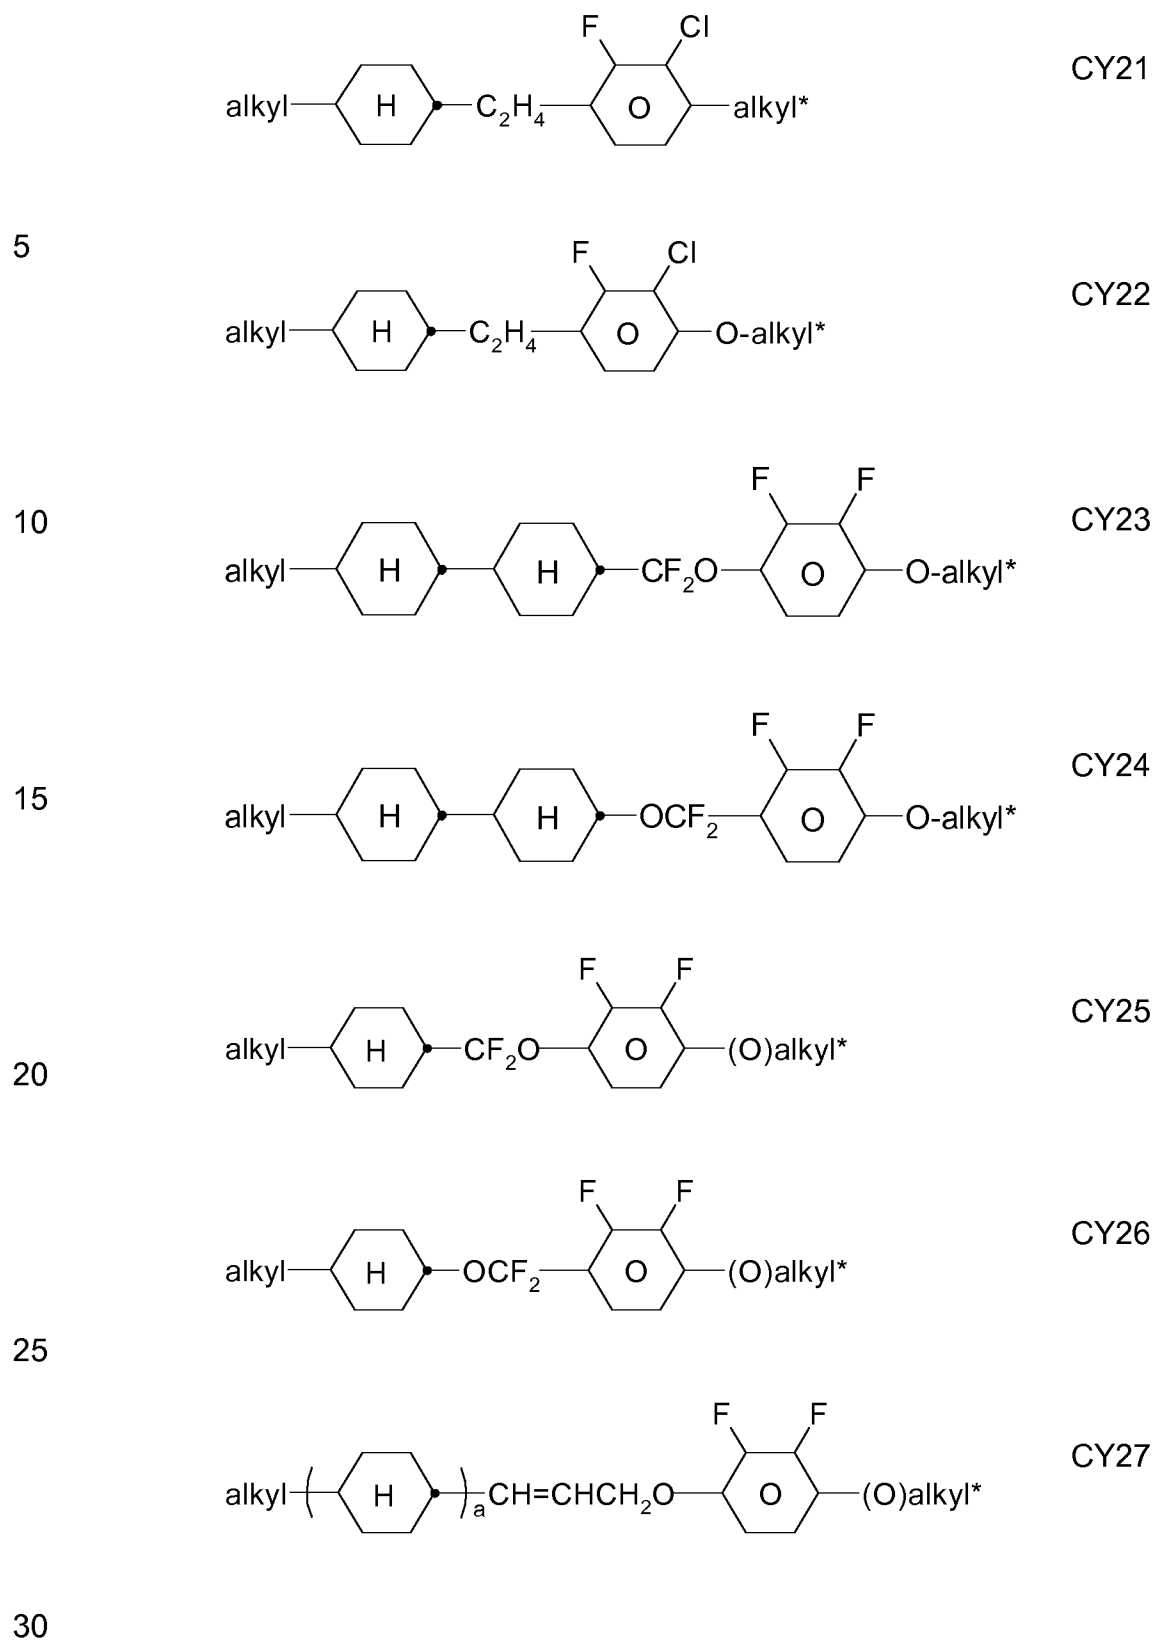 F Cl
alkyl H C2H4 O alkyl* CY21
5
F Cl
alkyl H C2H4 O O-alkyl* CY22
10
F F
alkyl H H CF2O O O-alkyl* CY23
15
F F
alkyl H H OCF2 O O-alkyl* CY24
F F
alkyl H CF2O O (O)alkyl* CY25
20
F F
alkyl H OCF2 O (O)alkyl* CY26
25
F F
alkyl ( H )a CH=CHCH2O O (O)alkyl* CY27
30